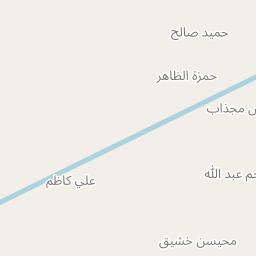 حميد صالح
حمزة الظاهر
مجذاب
عبد الله
علي كاظم
محيسن خشيق